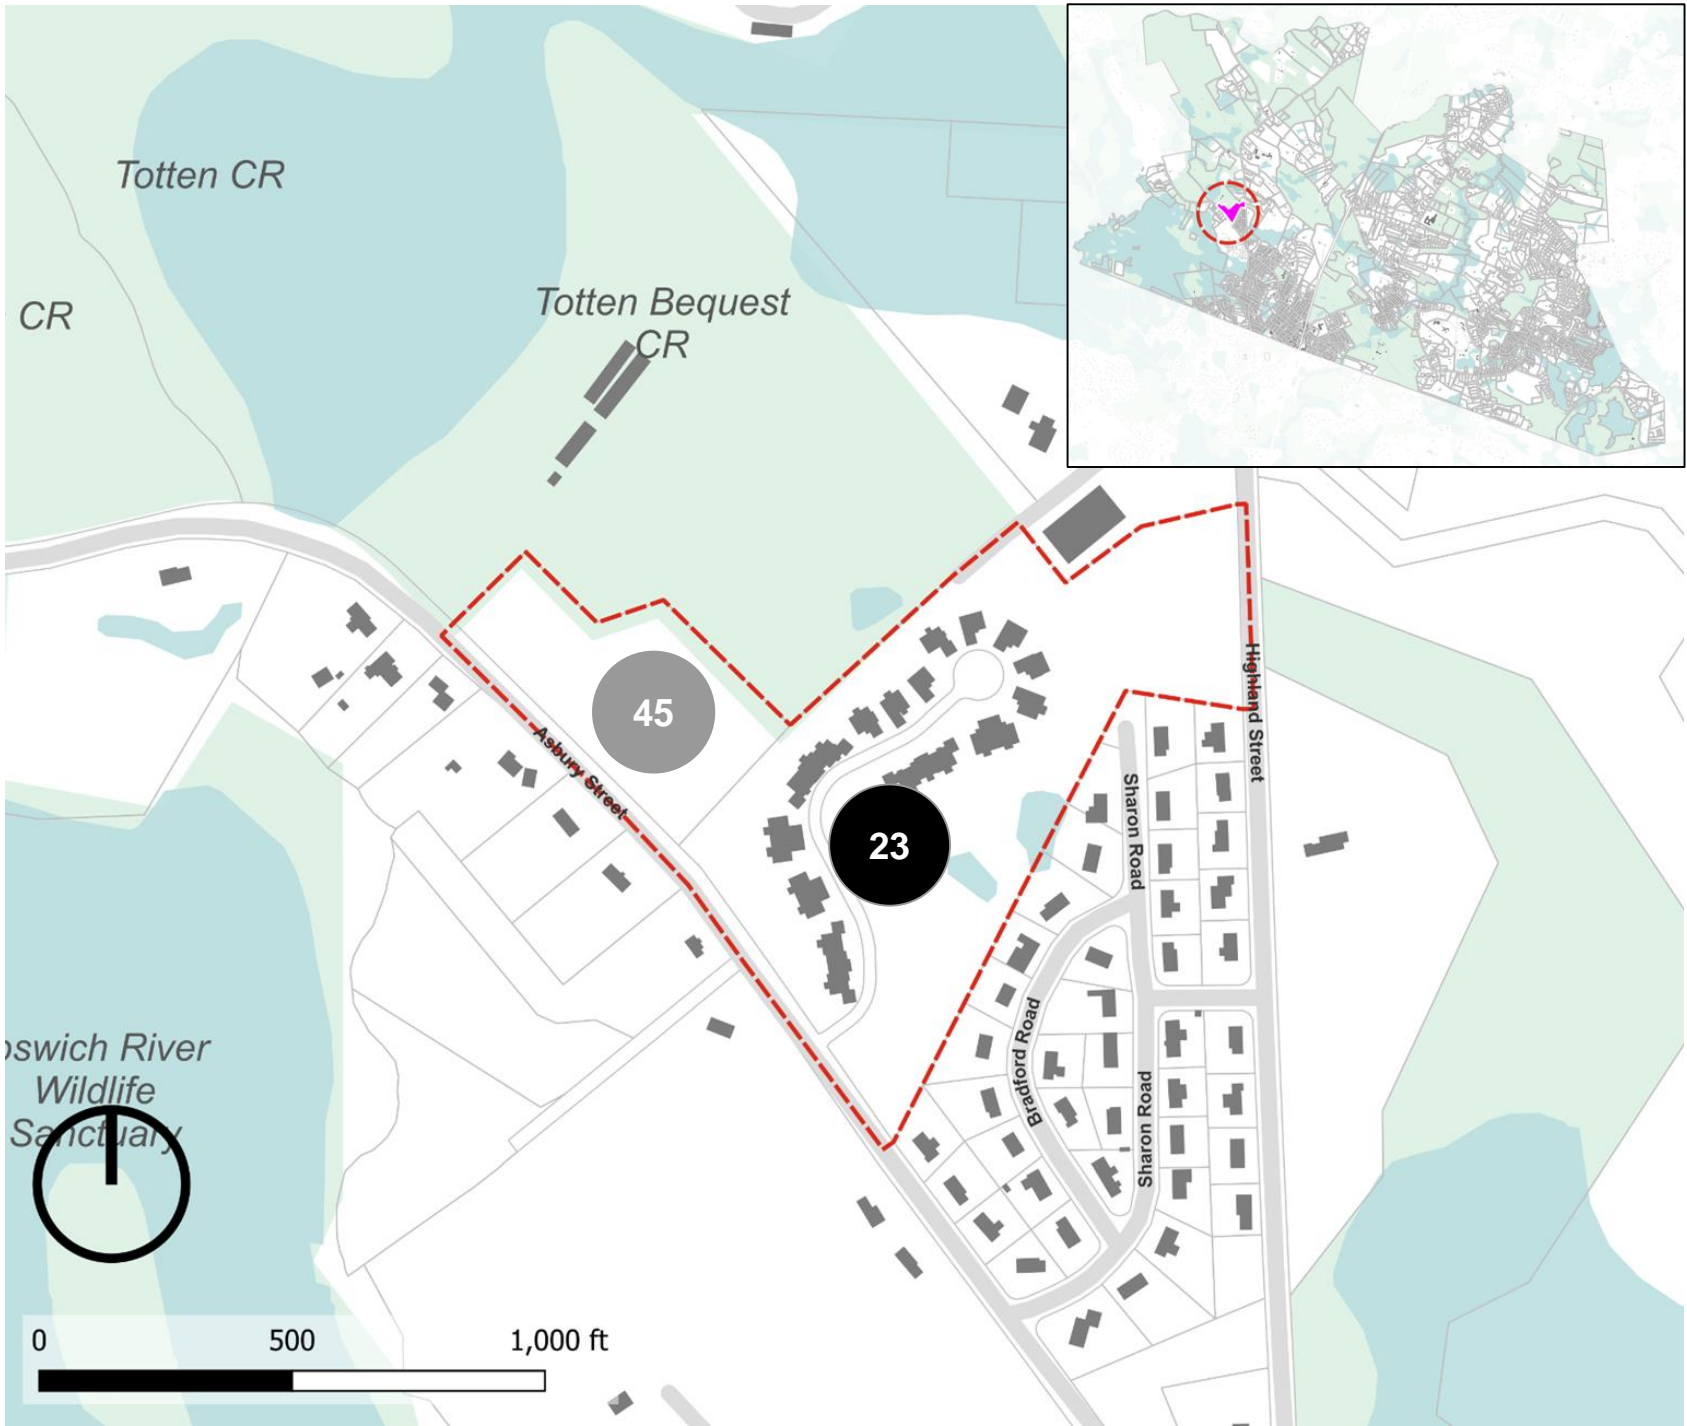 Totten CR
Totten Bequest
CR
CR
Highland Street
45
Asbury Street
Sharon Road
23
Bradford Road
Sharon Road
oswich River
Wildlife
Sanctuary
0 500 1,000 ft